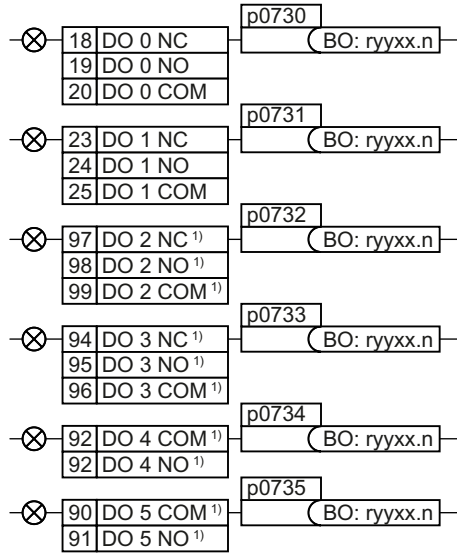 p0730
18 DO 0 NC BO: ryyxx.n
19 DO 0 NO
20 DO 0 COM
p0731
23 DO 1 NC BO: ryyxx.n
24 DO 1 NO
25 DO 1 COM
p0732
97 DO 2 NC 1) BO: ryyxx.n
98 DO 2 NO 1)
99 DO 2 COM 1)
p0733
94 DO 3 NC 1) BO: ryyxx.n
95 DO 3 NO 1)
96 DO 3 COM 1)
p0734
92 DO 4 COM 1) BO: ryyxx.n
92 DO 4 NO 1)
p0735
90 DO 5 COM 1) BO: ryyxx.n
91 DO 5 NO 1)